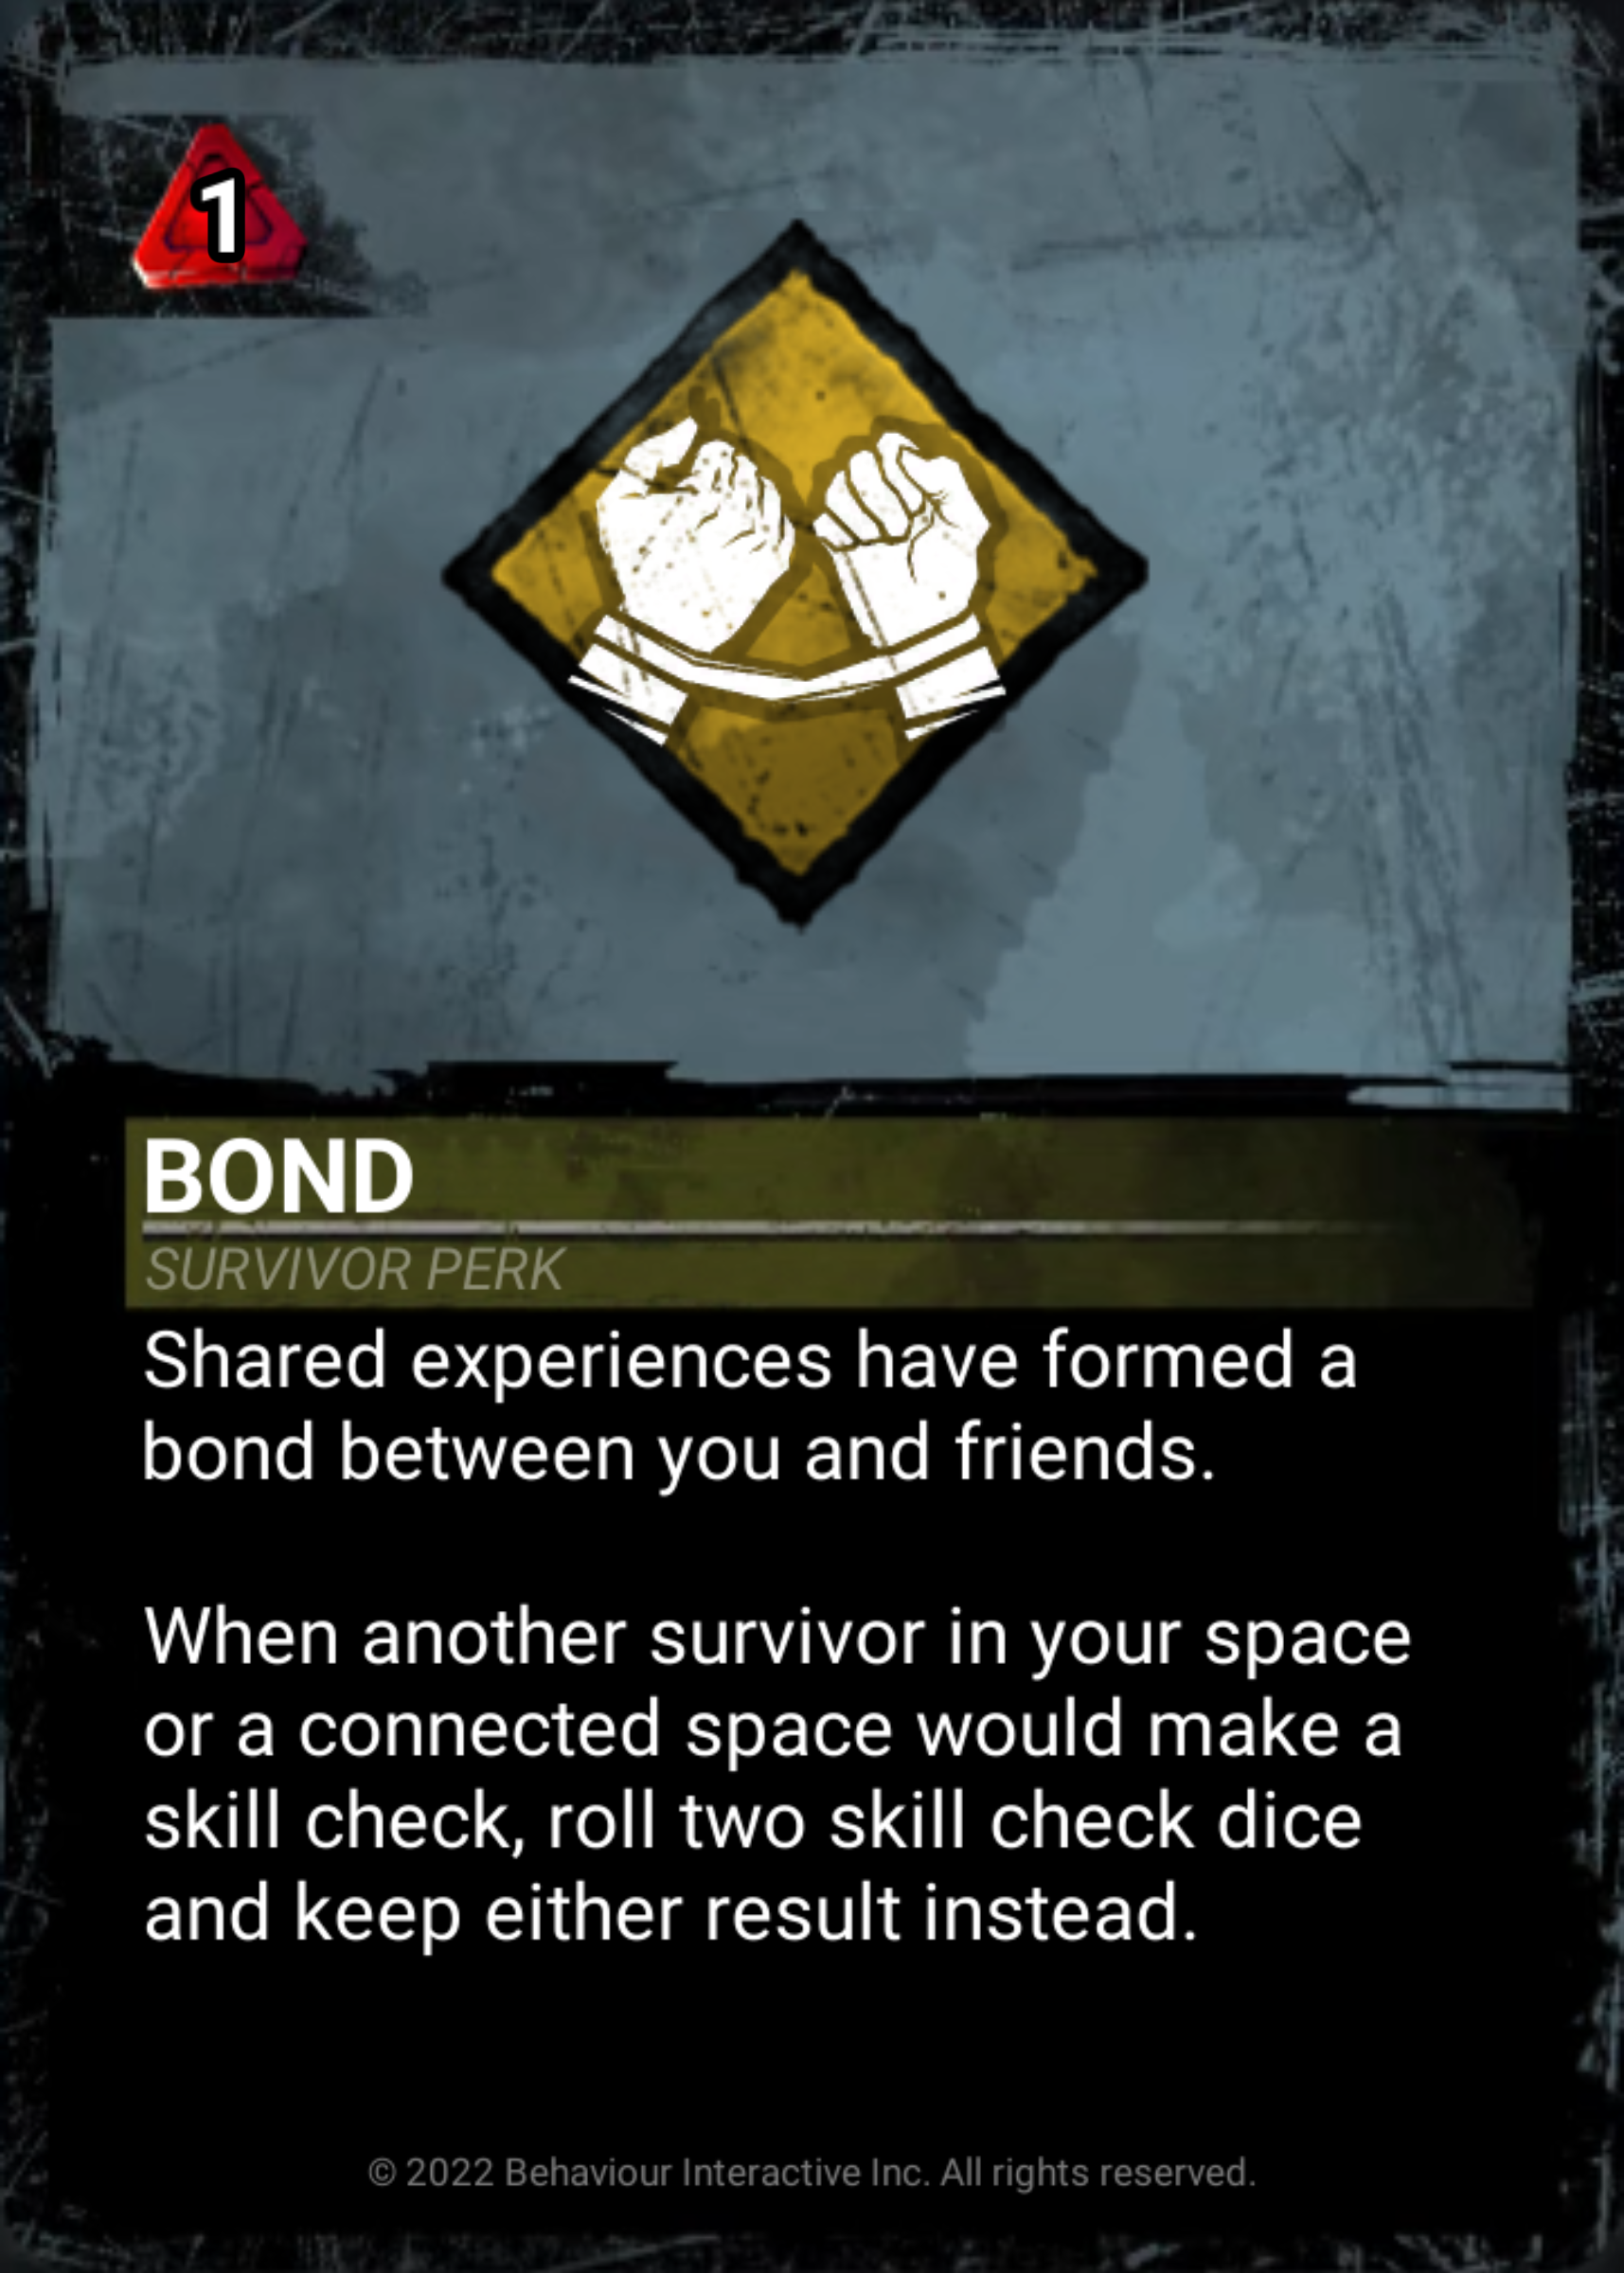 1
BOND
SURVIVOR PERK
Shared experiences have formed a
bond between you and friends.
When another survivor in your space
or a connected space would make a
skill check, roll two skill check dice
and keep either result instead.
© 2022 Behaviour Interactive Inc. All rights reserved.